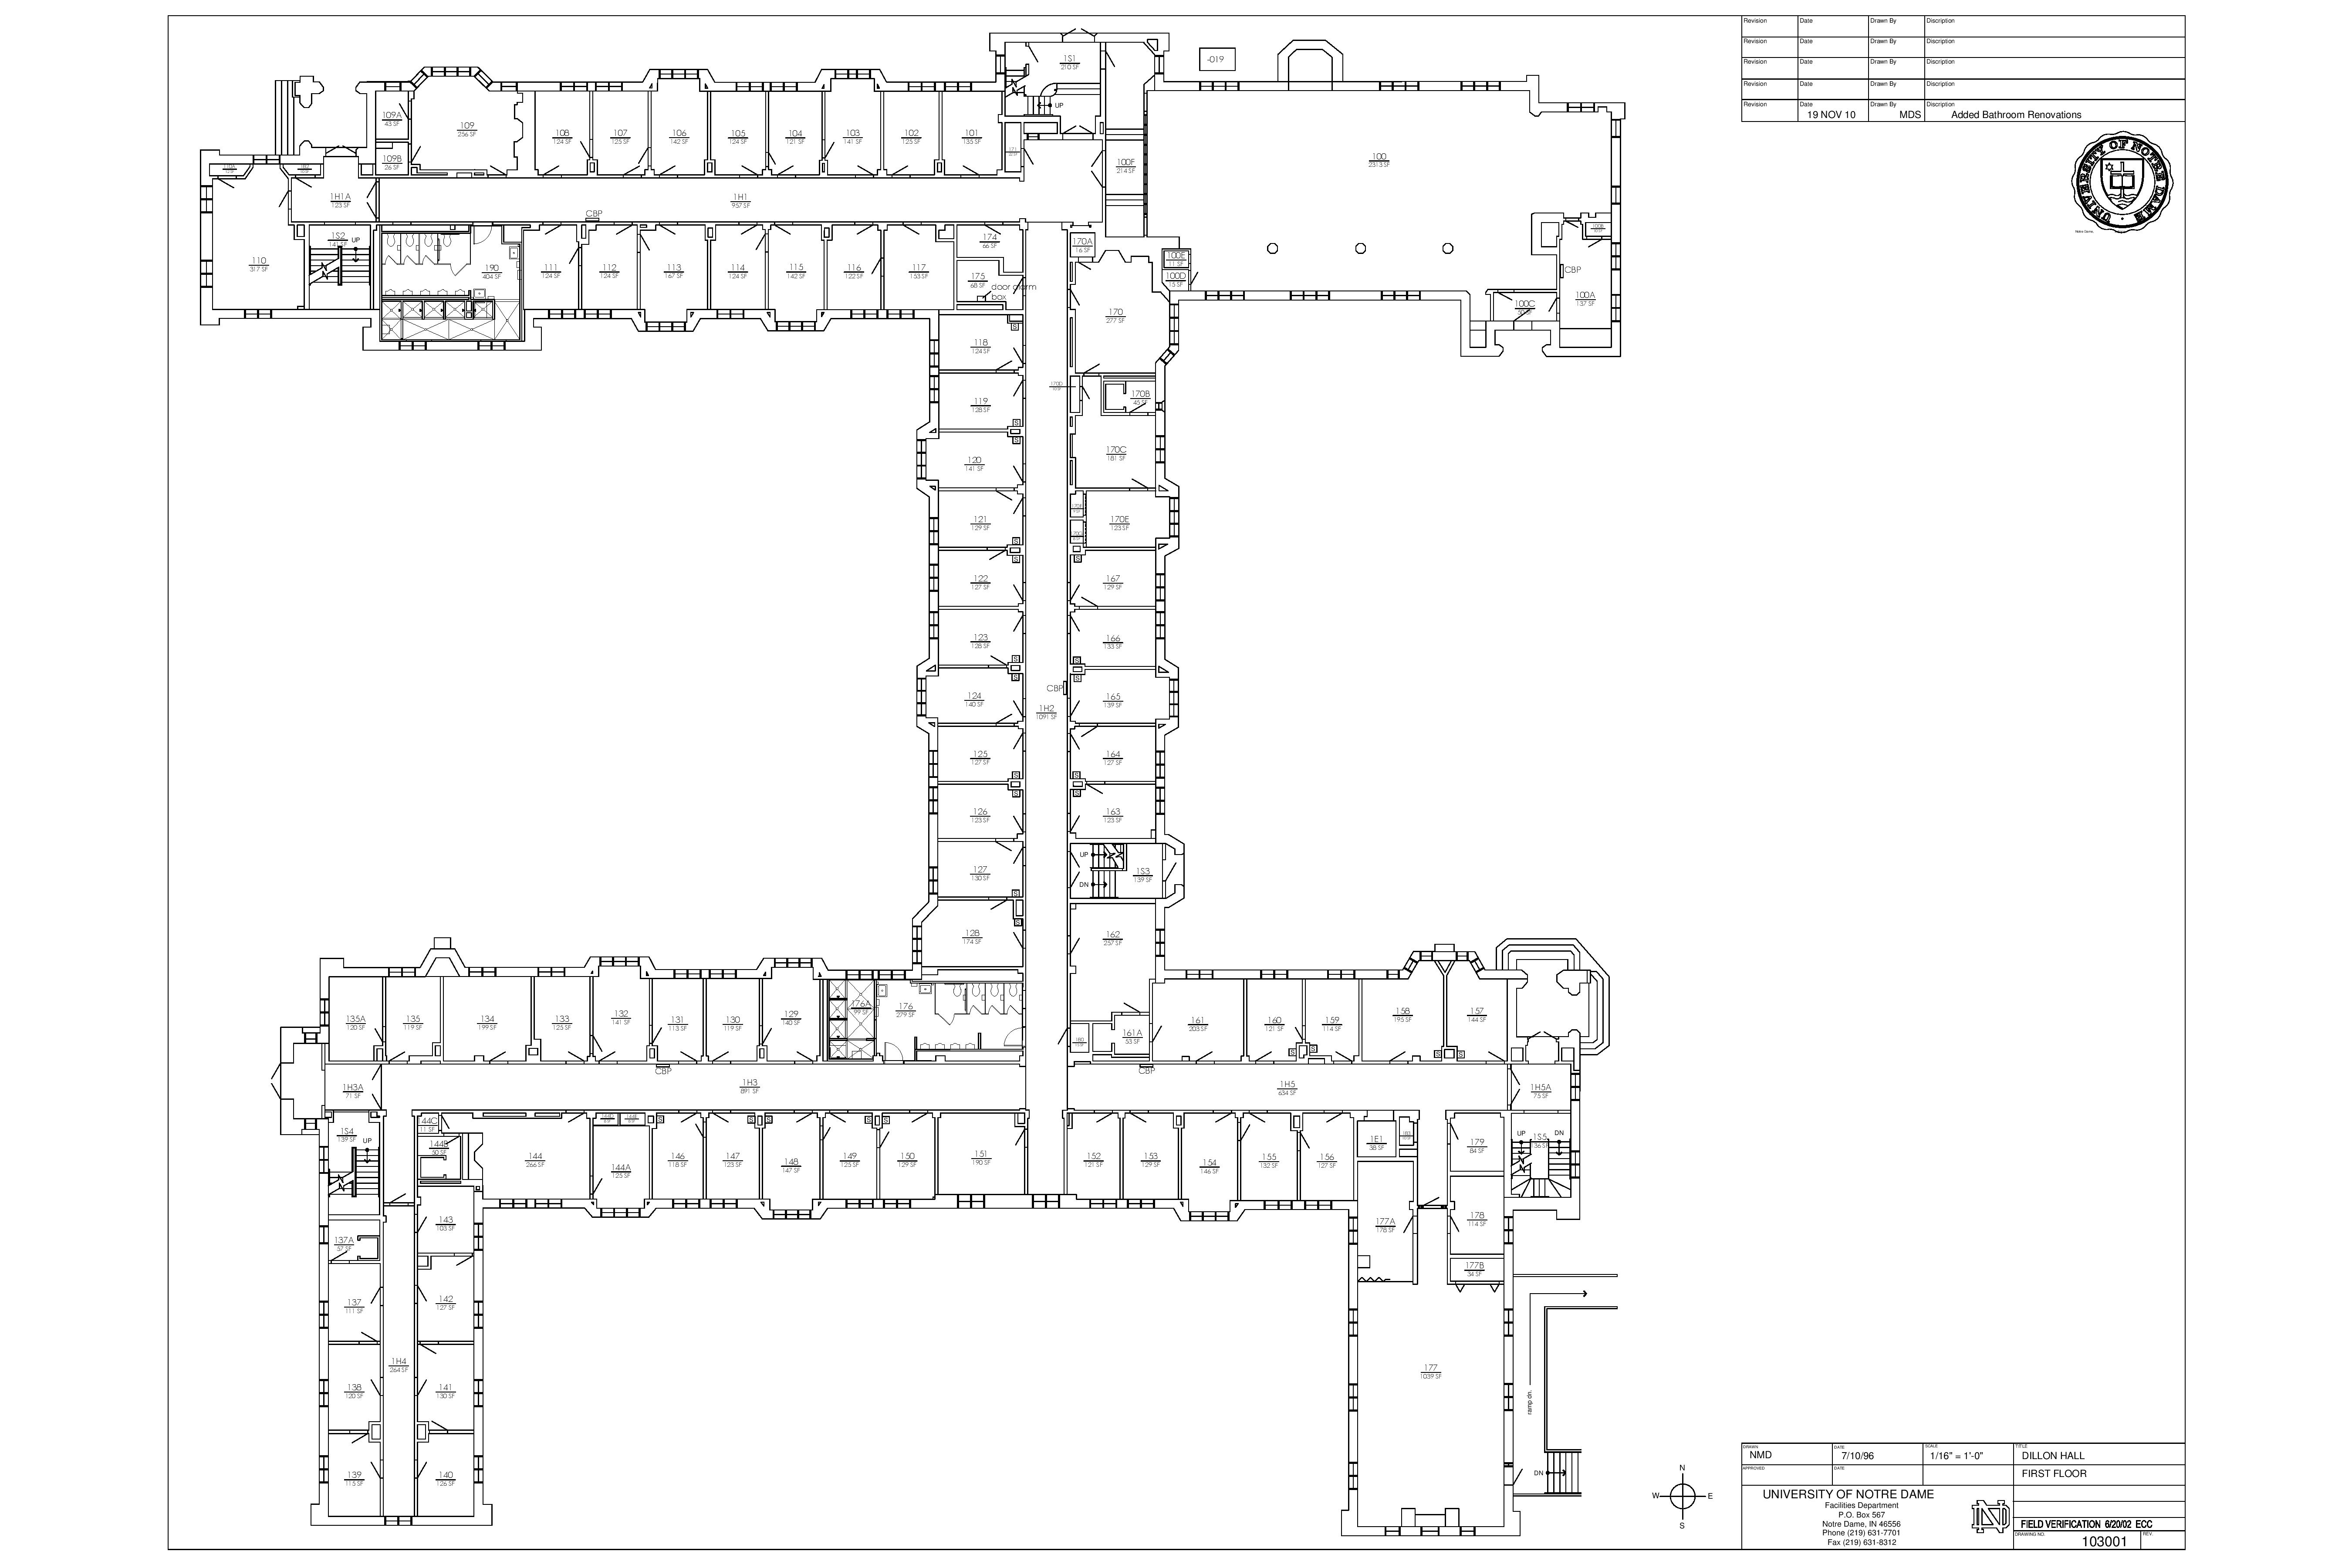 Revision Date Drawn By Discription
Revision Date Drawn By Discription
Revision Date Drawn By Discription
Revision Date Drawn By Discription
Revision Date Drawn By Discription
19 NOV 10 MDS Added Bathroom Renovations
UNIVERSITY OF NOTRE DAME
Notre Dame,
-019
1S1
210 SF
UP
109A
43 SF
109
256 SF
108
124 SF
107
125 SF
106
142 SF
105
124 SF
104
121 SF
103
141 SF
102
125 SF
101
135 SF
109B
26 SF
100F
214 SF
100
2313 SF
1H1A
123 SF
1H1
957 SF
CBP
1S2
141 SF
UP
110
317 SF
190
404 SF
111
124 SF
112
124 SF
113
167 SF
114
124 SF
115
142 SF
116
122 SF
117
153 SF
174
66 SF
175
68 SF
door alarm
box
170A
16 SF
100E
11 SF
100D
15 SF
CBP
100A
137 SF
100C
170
277 SF
118
124 SF
119
128 SF
170D
170B
45 SF
120
141 SF
170C
181 SF
121
129 SF
170E
123 SF
122
127 SF
167
129 SF
123
128 SF
166
133 SF
124
140 SF
CBP
165
139 SF
1H2
1091 SF
125
127 SF
164
127 SF
126
123 SF
163
123 SF
127
130 SF
UP
DN
1S3
139 SF
128
174 SF
162
257 SF
135A
120 SF
135
119 SF
134
199 SF
133
125 SF
132
141 SF
131
113 SF
130
119 SF
129
140 SF
176A
99 SF
176
279 SF
161A
53 SF
161
203 SF
160
121 SF
159
114 SF
158
195 SF
157
144 SF
CBP
CBP
1H3A
71 SF
1H3
891 SF
1H5
634 SF
1H5A
75 SF
1S4
139 SF
UP
144C
11 SF
144B
50 SF
144
266 SF
144A
125 SF
146
118 SF
147
123 SF
148
147 SF
149
125 SF
150
129 SF
151
190 SF
152
121 SF
153
129 SF
154
146 SF
155
132 SF
156
127 SF
1E1
38 SF
179
84 SF
1S5
UP
DN
143
103 SF
177A
178 SF
178
114 SF
137A
57 SF
177B
34 SF
137
111 SF
142
127 SF
1H4
264 SF
177
1039 SF
138
120 SF
141
130 SF
ramp dn.
139
115 SF
140
126 SF
DN
N
W E
S
DRAWN DATE SCALE TITLE
NMD 7/10/96 1/16" = 1'-0" DILLON HALL
APPROVED DATE FIRST FLOOR
UNIVERSITY OF NOTRE DAME
Facilities Department
P.O. Box 567
Notre Dame, IN 46556
Phone (219) 631-7701
Fax (219) 631-8312
FIELD VERIFICATION 6/20/02 ECC
DRAWING NO. REV.
103001